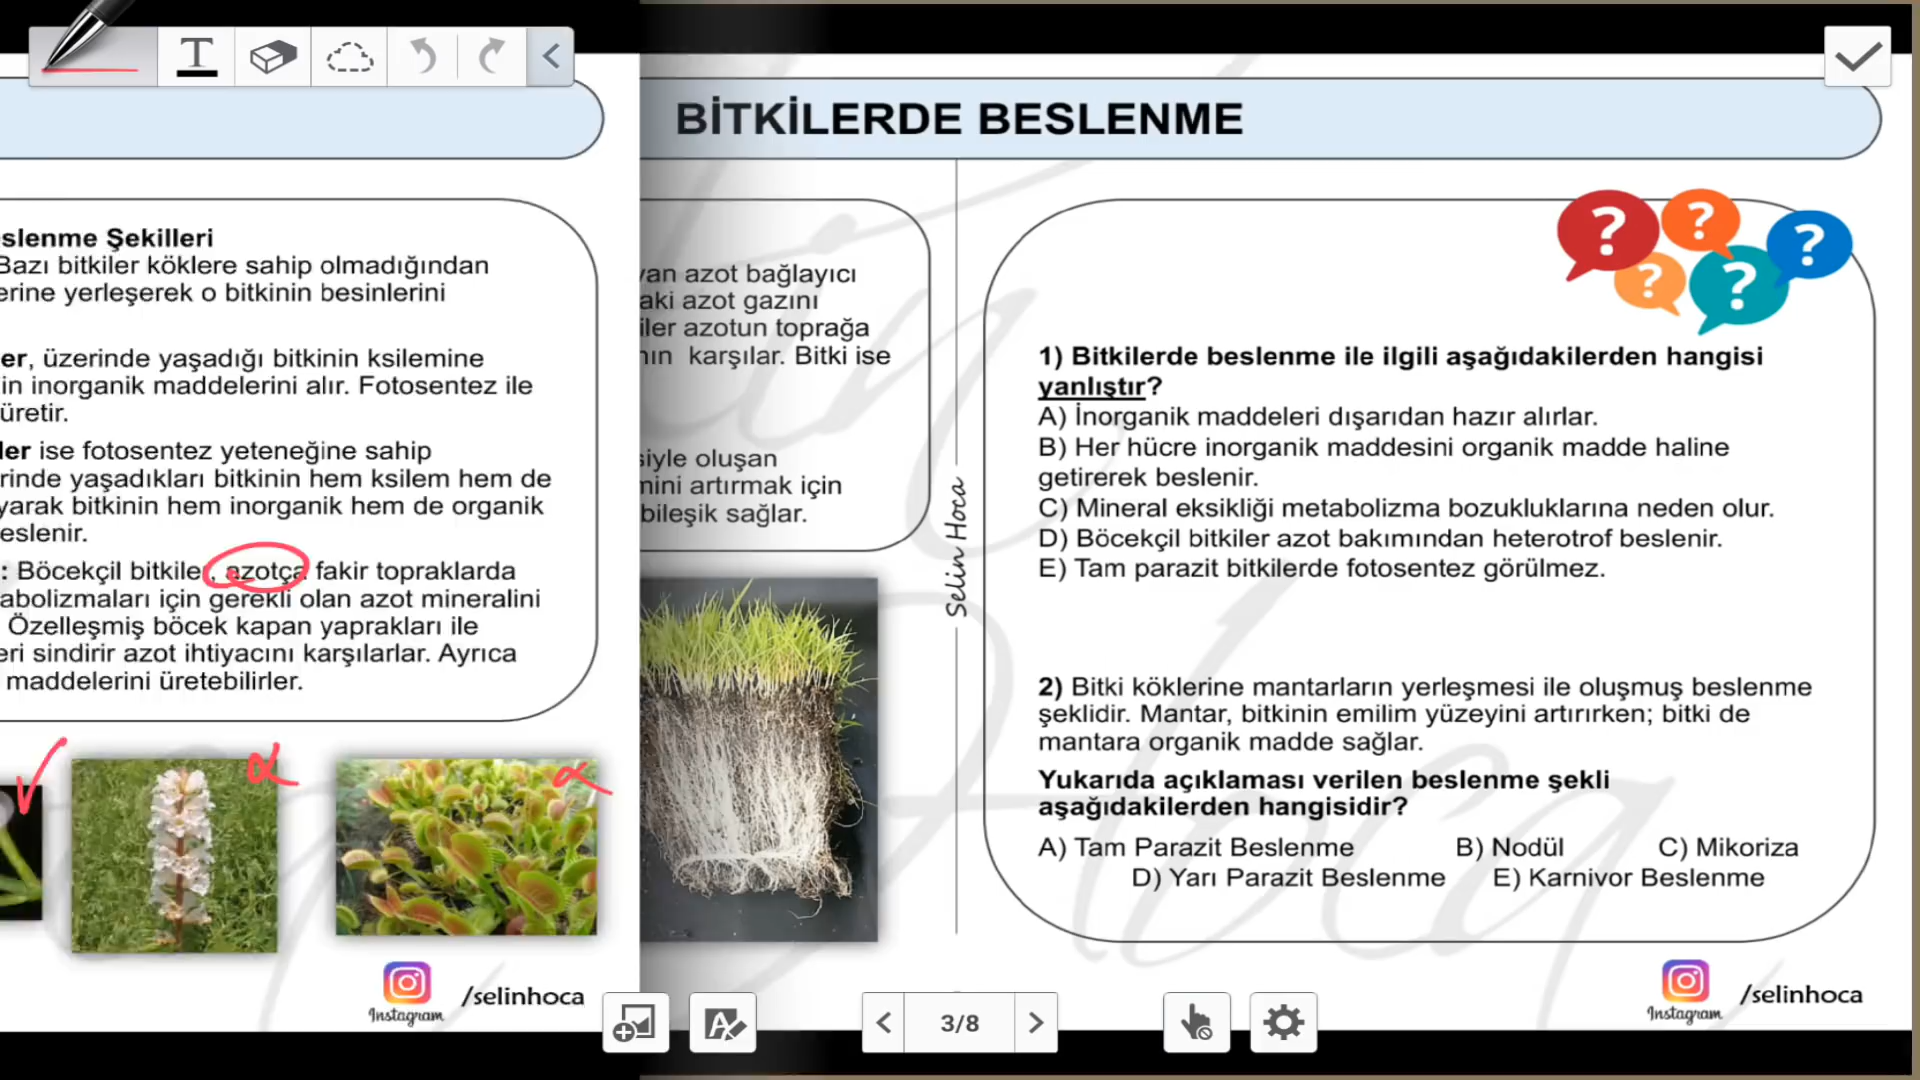 T
BİTKİLERDE BESLENME
slenme Şekilleri
Bazı bitkiler köklere sahip olmadığından
erine yerleşerek o bitkinin besinlerini
er, üzerinde yaşadığı bitkinin ksilemine
in inorganik maddelerini alır. Fotosentez ile
üretir.
ler ise fotosentez yeteneğine sahip
rinde yaşadıkları bitkinin hem ksilem hem de
yarak bitkinin hem inorganik hem de organik
eslenir.
: Böcekçil bitkiler, azotça fakir topraklarda
abolizmaları için gerekli olan azot mineralini
Özelleşmiş böcek kapan yaprakları ile
eri sindirir azot ihtiyacını karşılarlar. Ayrıca
maddelerini üretebilirler.
Instagram
/selinhoca
van azot bağlayıcı
aki azot gazını
iler azotun toprağa
nın karşılar. Bitki ise
siyle oluşan
mini artırmak için
bileşik sağlar.
Selin Hoca
? ? ? ? ?
1) Bitkilerde beslenme ile ilgili aşağıdakilerden hangisi
yanlıştır?
A) İnorganik maddeleri dışarıdan hazır alırlar.
B) Her hücre inorganik maddesini organik madde haline
getirerek beslenir.
C) Mineral eksikliği metabolizma bozukluklarına neden olur.
D) Böcekçil bitkiler azot bakımından heterotrof beslenir.
E) Tam parazit bitkilerde fotosentez görülmez.
2) Bitki köklerine mantarların yerleşmesi ile oluşmuş beslenme
şeklidir. Mantar, bitkinin emilim yüzeyini artırırken; bitki de
mantara organik madde sağlar.
Yukarıda açıklaması verilen beslenme şekli
aşağıdakilerden hangisidir?
A) Tam Parazit Beslenme B) Nodül C) Mikoriza
D) Yarı Parazit Beslenme E) Karnivor Beslenme
Instagram
/selinhoca
3/8